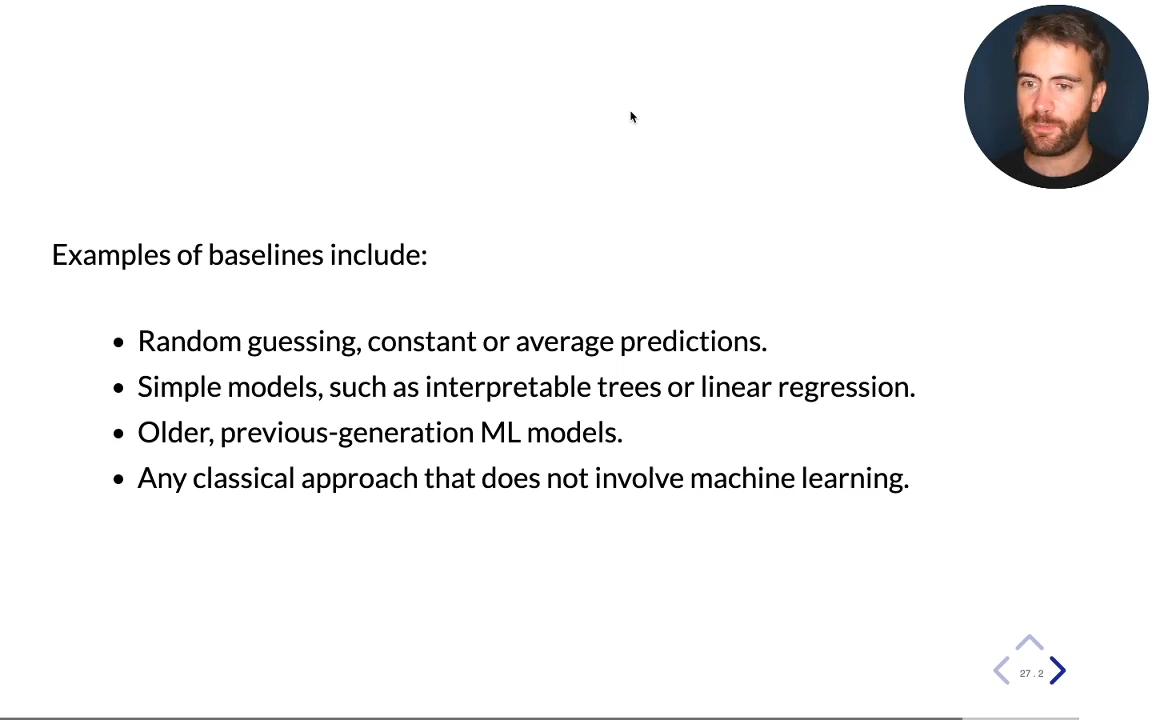 Examples of baselines include:
• Random guessing, constant or average predictions.
• Simple models, such as interpretable trees or linear regression.
• Older, previous-generation ML models.
• Any classical approach that does not involve machine learning.
27 . 2